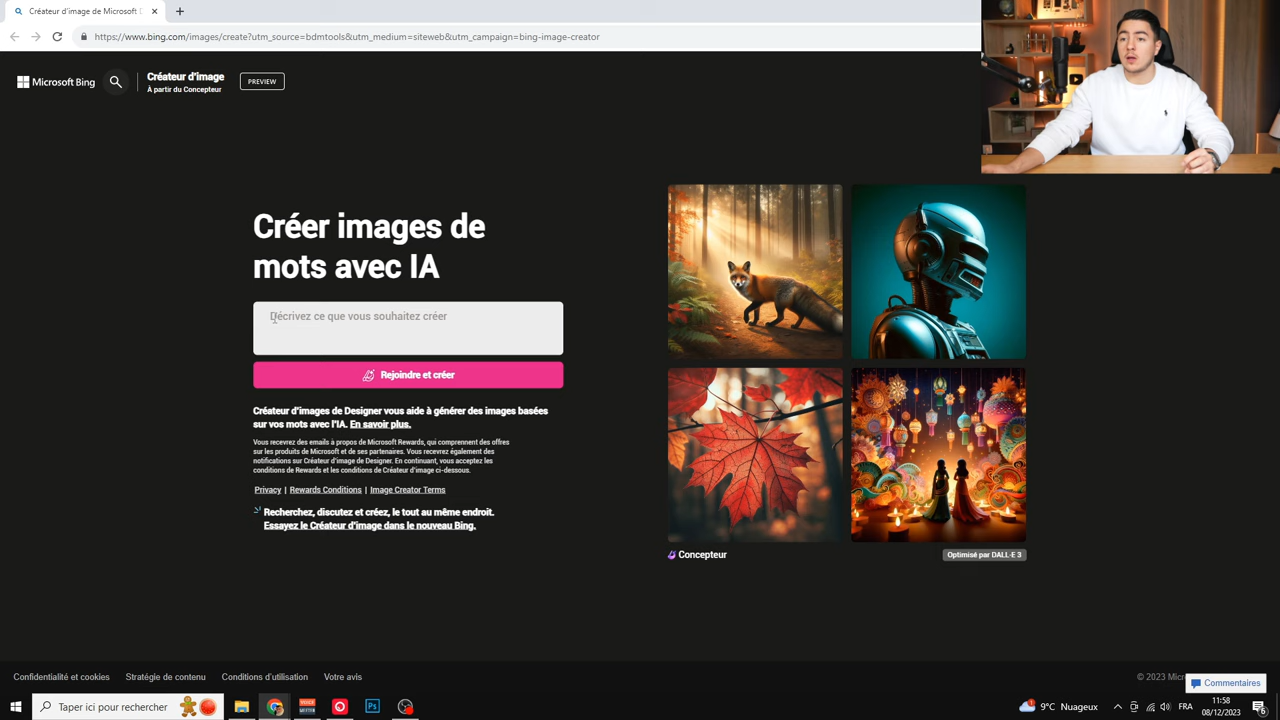 Créateur d'image de Microsoft
https://www.bing.com/images/create?utm_source=bdmtools&utm_medium=siteweb&utm_campaign=bing-image-creator
Microsoft Bing
Créateur d'image
À partir du Concepteur
PREVIEW
Créer images de
mots avec IA
Décrivez ce que vous souhaitez créer
Rejoindre et créer
Créateur d'images de Designer vous aide à générer des images basées
sur vos mots avec l'IA. En savoir plus.
Vous recevrez des emails à propos de Microsoft Rewards, qui comprennent des offres
sur les produits de Microsoft et de ses partenaires. Vous recevrez également des
notifications sur Créateur d'image de Designer. En continuant, vous acceptez les
conditions de Rewards et les conditions de Créateur d'image ci-dessous.
Privacy | Rewards Conditions | Image Creator Terms
Recherchez, discutez et créez, le tout au même endroit.
Essayez le Créateur d'image dans le nouveau Bing.
Concepteur
Optimisé par DALL·E 3
Confidentialité et cookies
Stratégie de contenu
Conditions d'utilisation
Votre avis
© 2023
Commentaires
Taper ici pour rechercher
Ps
9°C Nuageux
FRA
11:58
08/12/2023